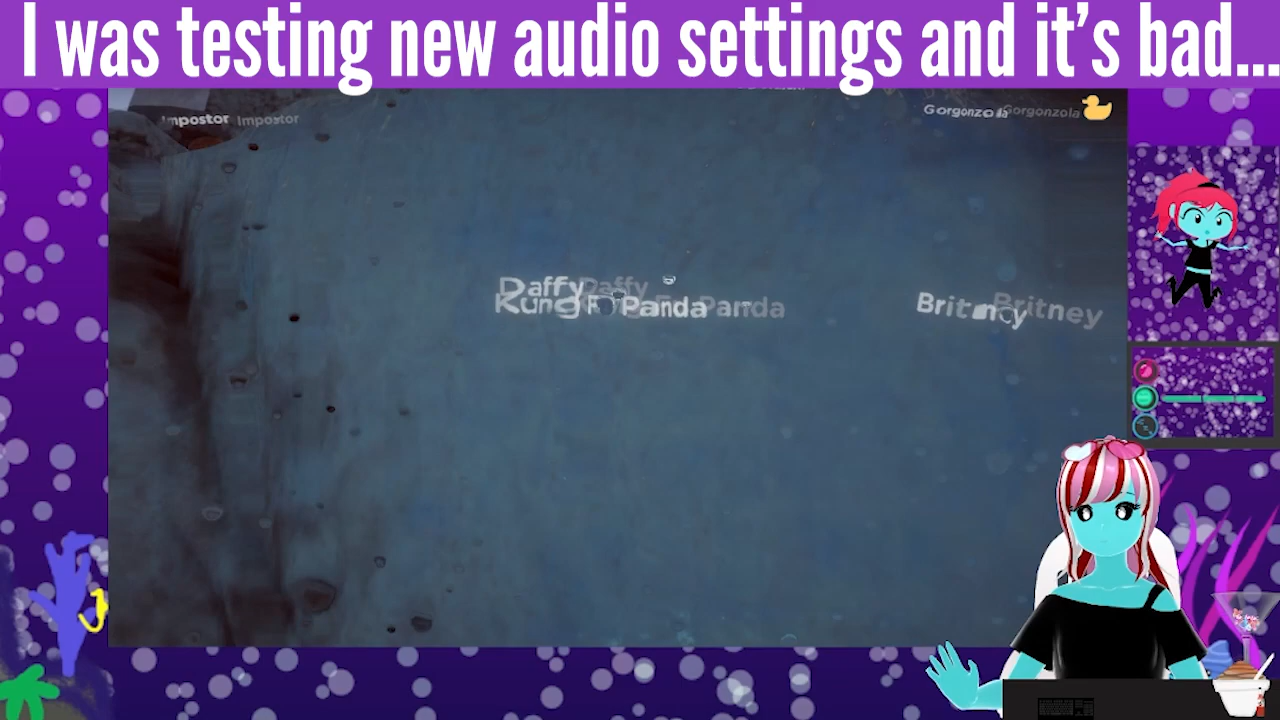 I was testing new audio settings and it's bad...
Impostor Impostor
Gorgonzola Gorgonzola
Daffy Daffy
Kung Fu Panda Panda
Britney Britney